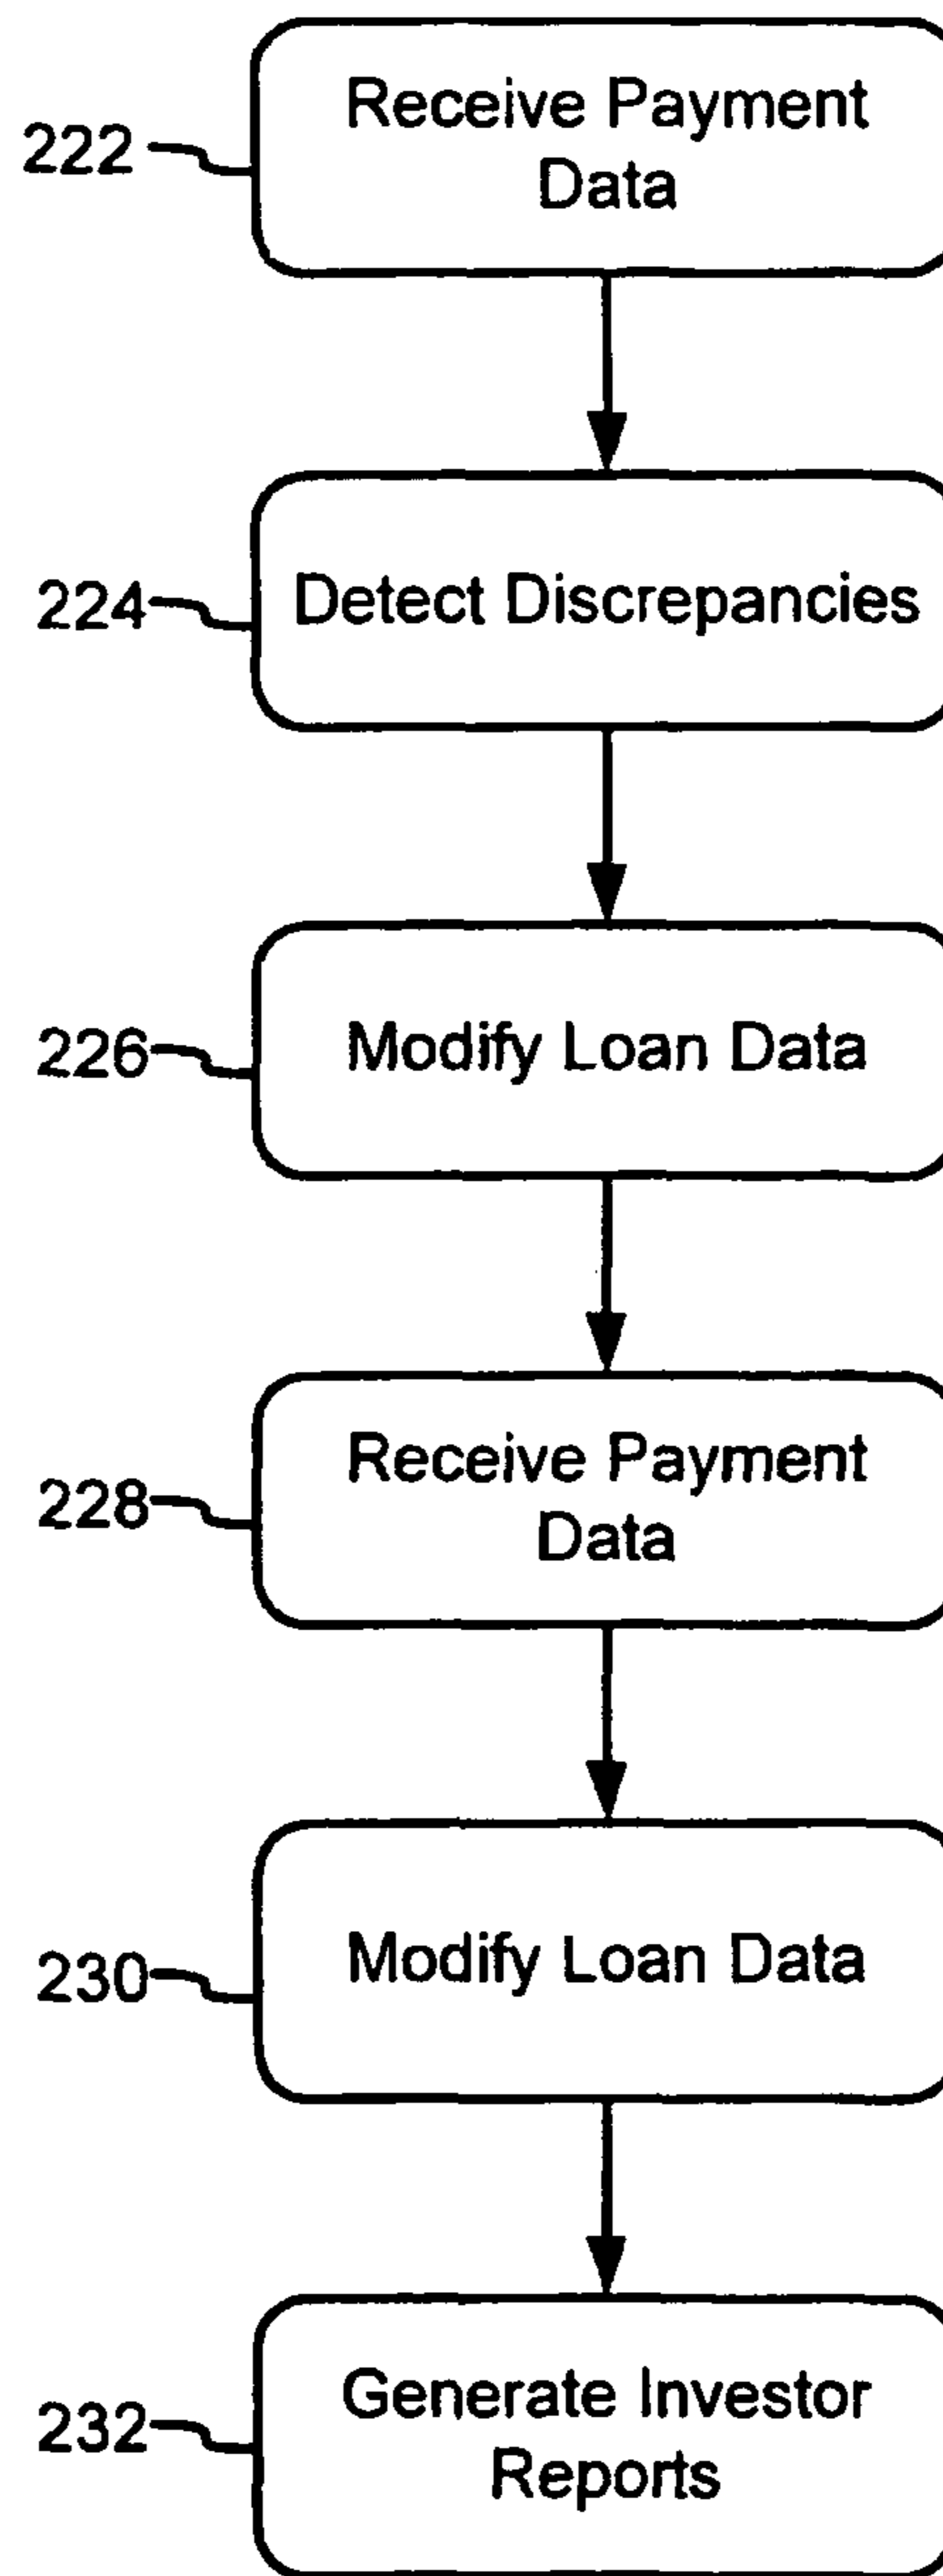 222
Receive Payment
Data
224
Detect Discrepancies
226
Modify Loan Data
228
Receive Payment
Data
230
Modify Loan Data
232
Generate Investor
Reports